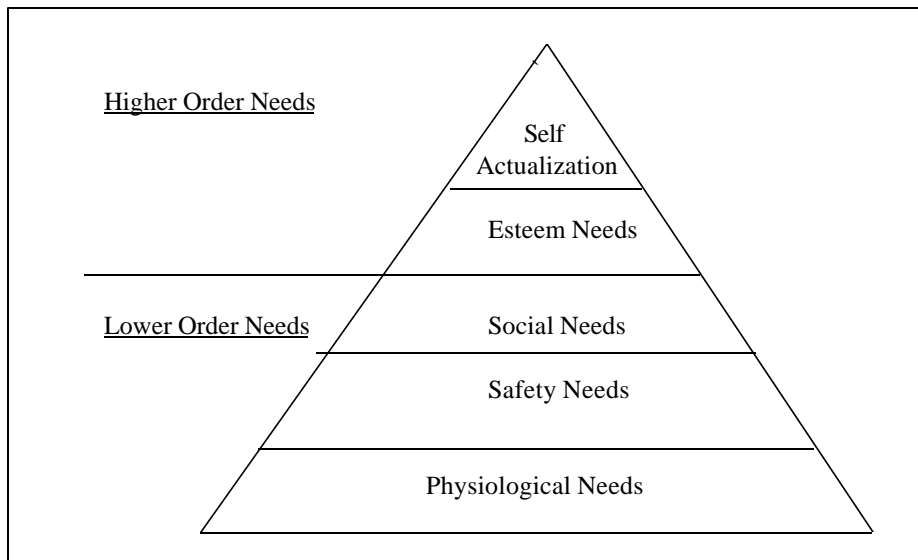 Higher Order Needs
Self
Actualization
Esteem Needs
Lower Order Needs
Social Needs
Safety Needs
Physiological Needs